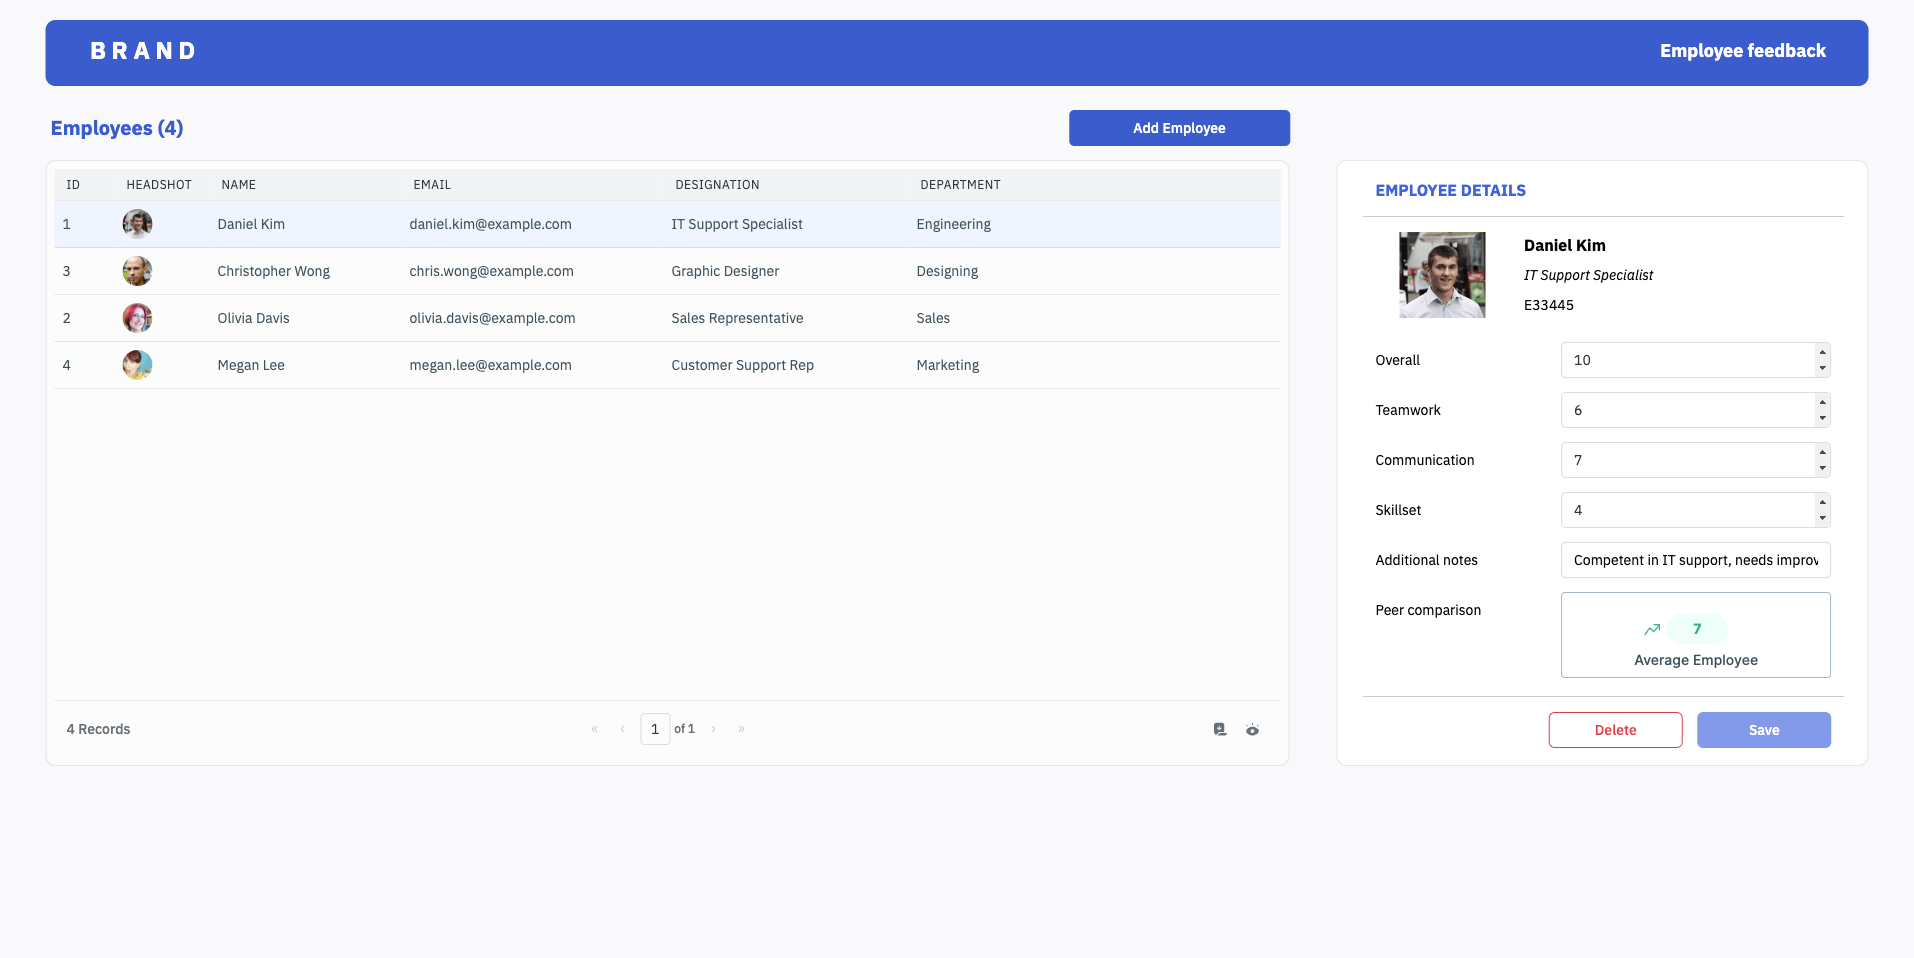 BRAND
Employee feedback
Employees (4)
Add Employee
ID HEADSHOT NAME EMAIL DESIGNATION DEPARTMENT
1 Daniel Kim daniel.kim@example.com IT Support Specialist Engineering
3 Christopher Wong chris.wong@example.com Graphic Designer Designing
2 Olivia Davis olivia.davis@example.com Sales Representative Sales
4 Megan Lee megan.lee@example.com Customer Support Rep Marketing
4 Records
« ‹ 1 of 1 › »
EMPLOYEE DETAILS
Daniel Kim
IT Support Specialist
E33445
Overall 10
Teamwork 6
Communication 7
Skillset 4
Additional notes Competent in IT support, needs improv
Peer comparison 7
Average Employee
Delete Save